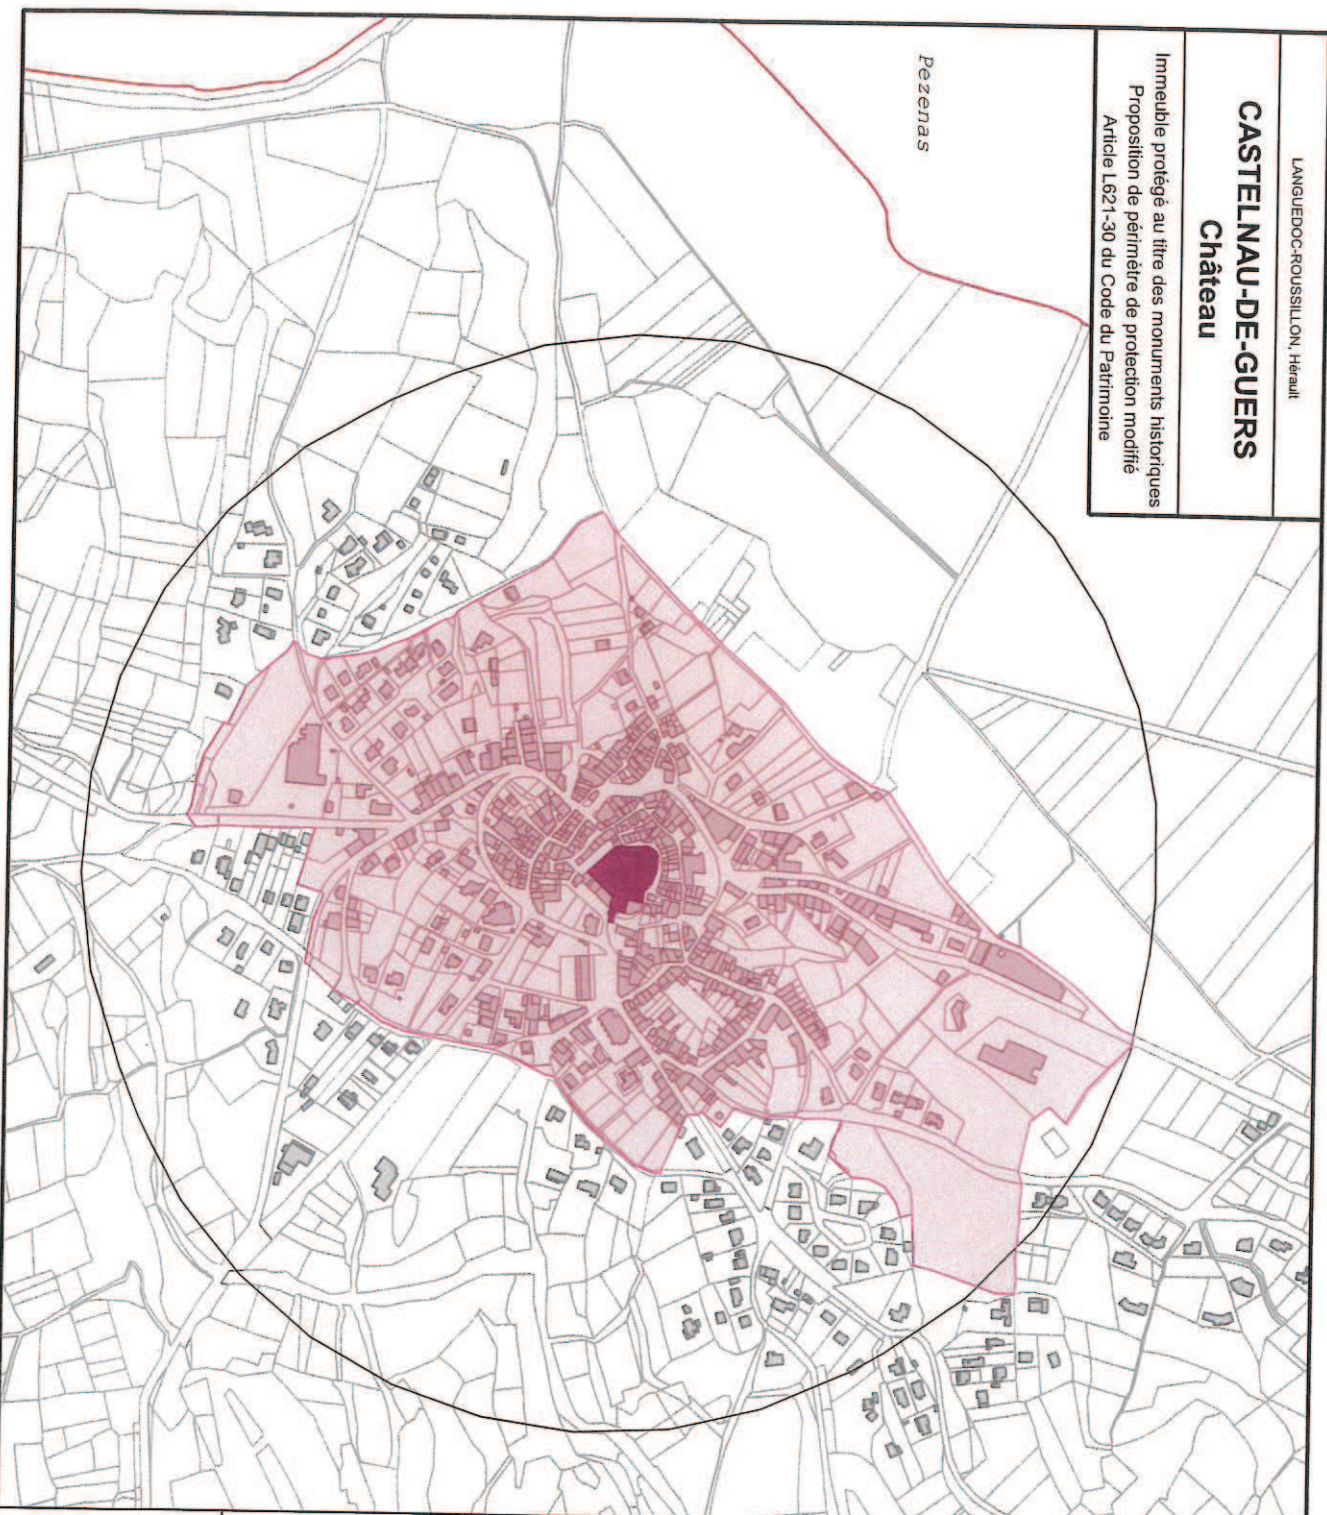 LANGUEDOC-ROUSSILLON, Hérault
CASTELNAU-DE-GUERS
Château
Immeuble protégé au titre des monuments historiques
Proposition de périmètre de protection modifié
Article L621-30 du Code du Patrimoine
Pezenas